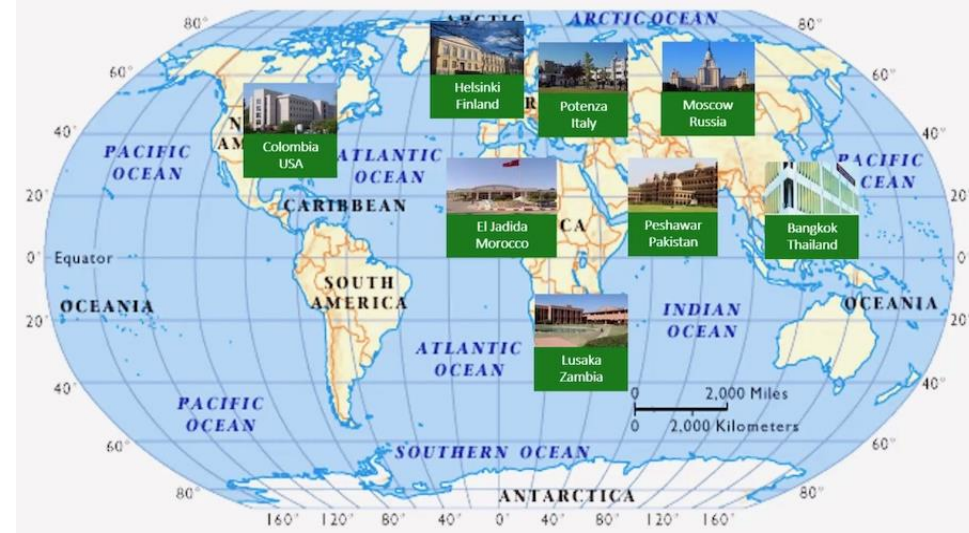 80°
ARCTIC
ARCTIC OCEAN
80°
60°
Helsinki
Finland
Potenza
Italy
Moscow
Russia
60°
40°
N
AM
Colombia
USA
R
40°
PACIFIC
OCEAN
ATLANTIC
OCEAN
PACIFIC
CEAN
20°
CARIBBEAN
El Jadida
Morocco
CA
Peshawar
Pakistan
Bangkok
Thailand
20
0°
Equator
0°
SOUTH
AMERICA
OCEANIA
INDIAN
OCEAN
OCEANIA
20°
20
ATLANTIC
OCEAN
Lusaka
Zambia
40°
0
2,000 Miles
40°
PACIFIC
OCEAN
0
2,000 Kilometers
60°
SOUTHERN OCEAN
60°
80°
ANTARCTICA
80°
160° 120° 80° 40° 0° 40° 80° 120° 160°